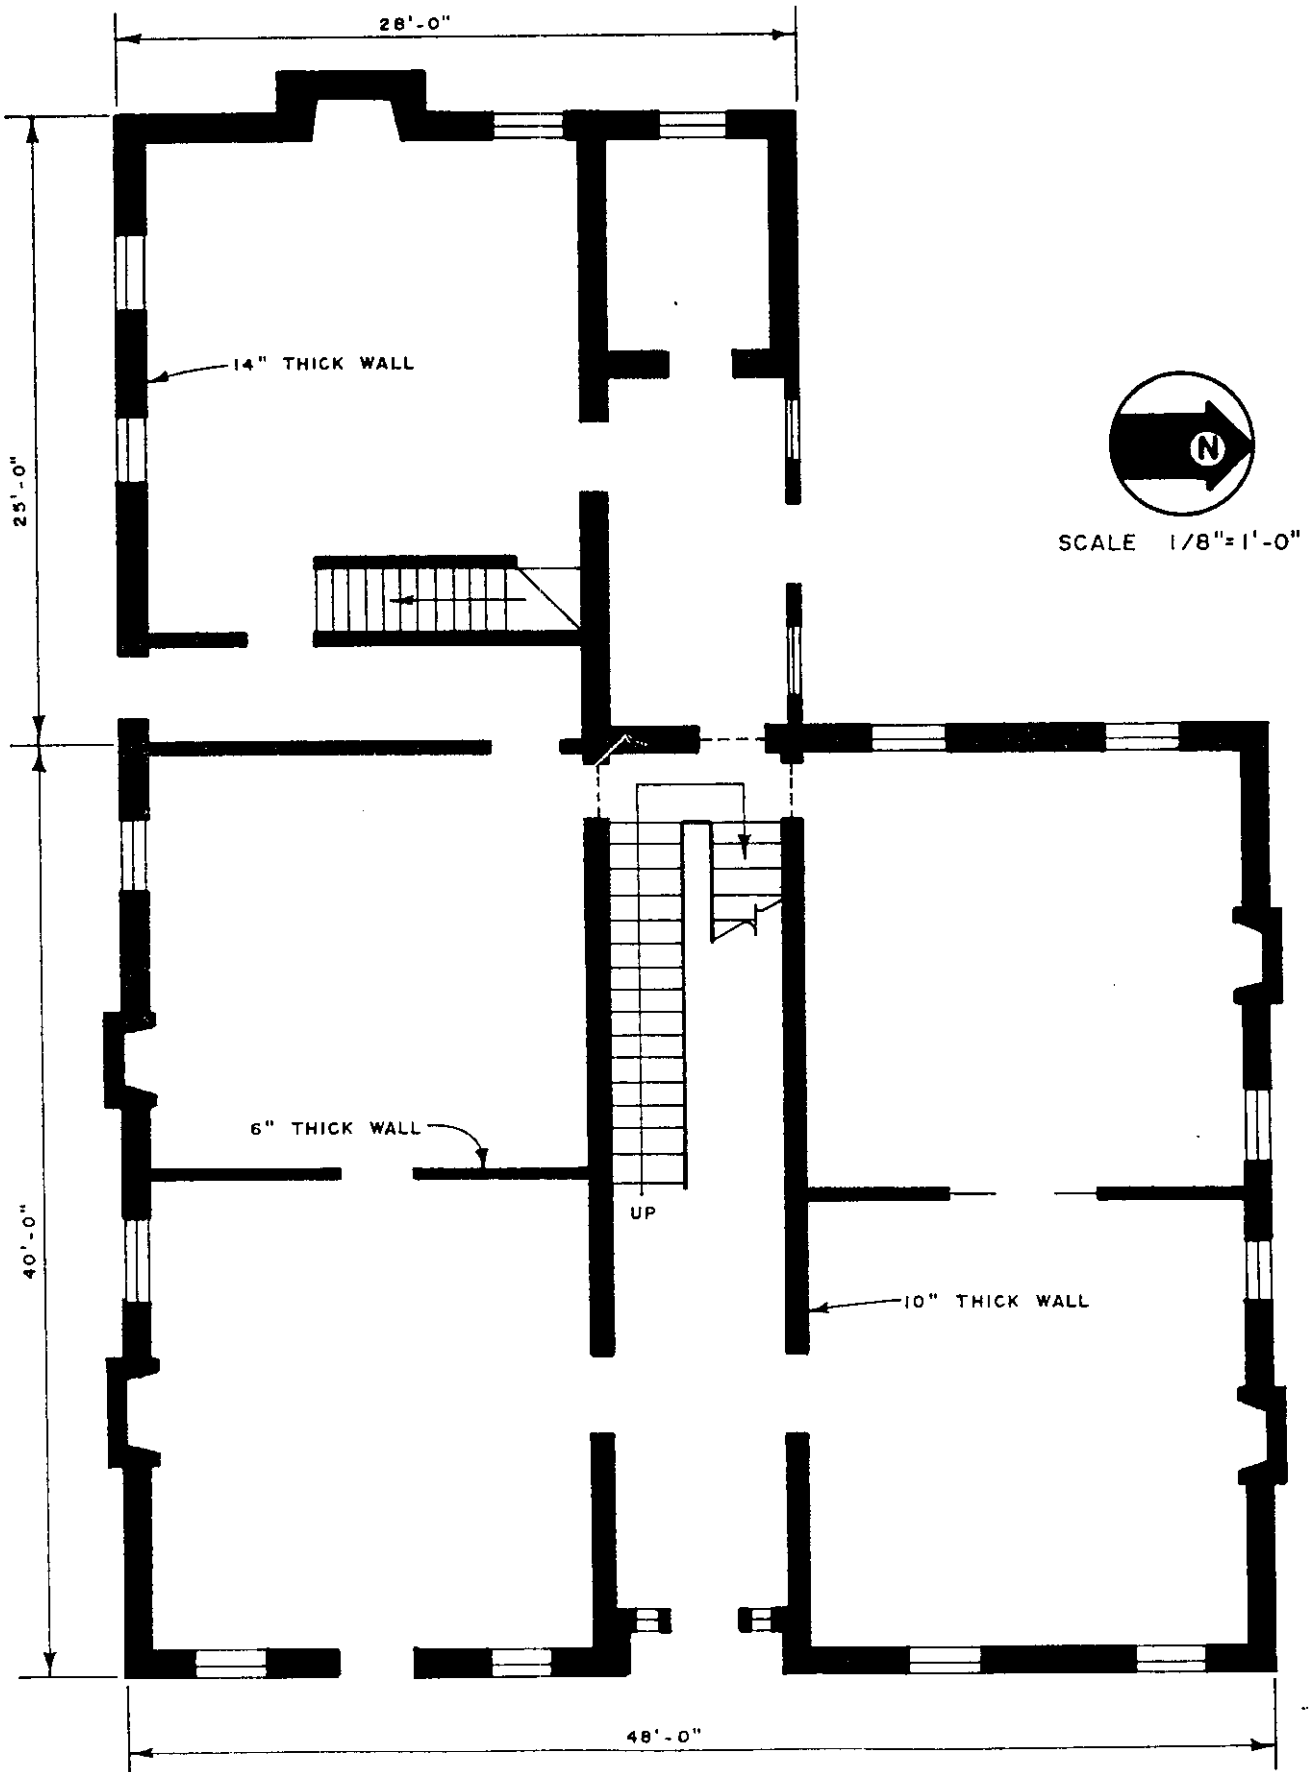 28'-0"
14" THICK WALL
25'-0"
N
SCALE 1/8"=1'-0"
6" THICK WALL
UP
40'-0"
10" THICK WALL
48'-0"